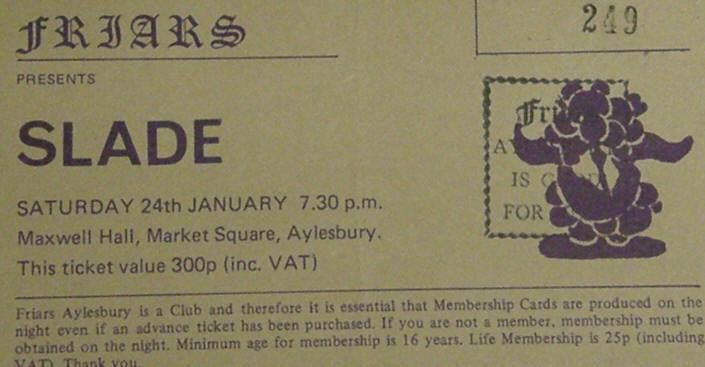 FRIARS
249
PRESENTS
SLADE
SATURDAY 24th JANUARY 7.30 p.m.
Maxwell Hall, Market Square, Aylesbury.
This ticket value 300p (inc. VAT)
IS
FOR
Friars Aylesbury is a Club and therefore it is essential that Membership Cards are produced on the
night even if an advance ticket has been purchased. If you are not a member, membership must be
obtained on the night. Minimum age for membership is 16 years. Life Membership is 25p (including
VAT). Thank you.